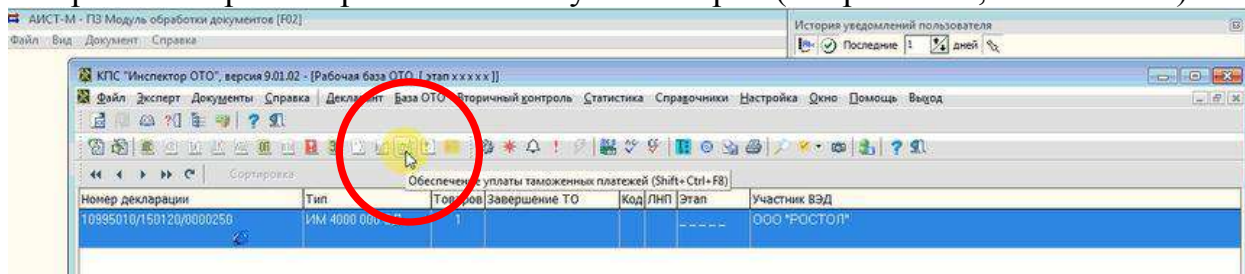 АИСТ-М - ПЗ Модуль обработки документов [F02]
Файл Вид Документ Справка
История уведомлений пользователя
Последние 1 дней
КПС "Инспектор ОТО", версия 9.01.02 - [Рабочая база ОТО [ этап x x x x x ]]
Файл Эксперт Документы Справка Декларант База ОТО Вторичный контроль Статистика Справочники Настройка Окно Помощь Выход
Сортировка
Обеспечение уплаты таможенных платежей (Shift+Ctrl+F8)
Номер декларации Тип Товаров Завершение ТО Код ЛНП Этап Участник ВЭД
10995010/150120/0000250 ИМ 4000 000 1 _ _ _ _ _ ООО "РОСТОЛ"